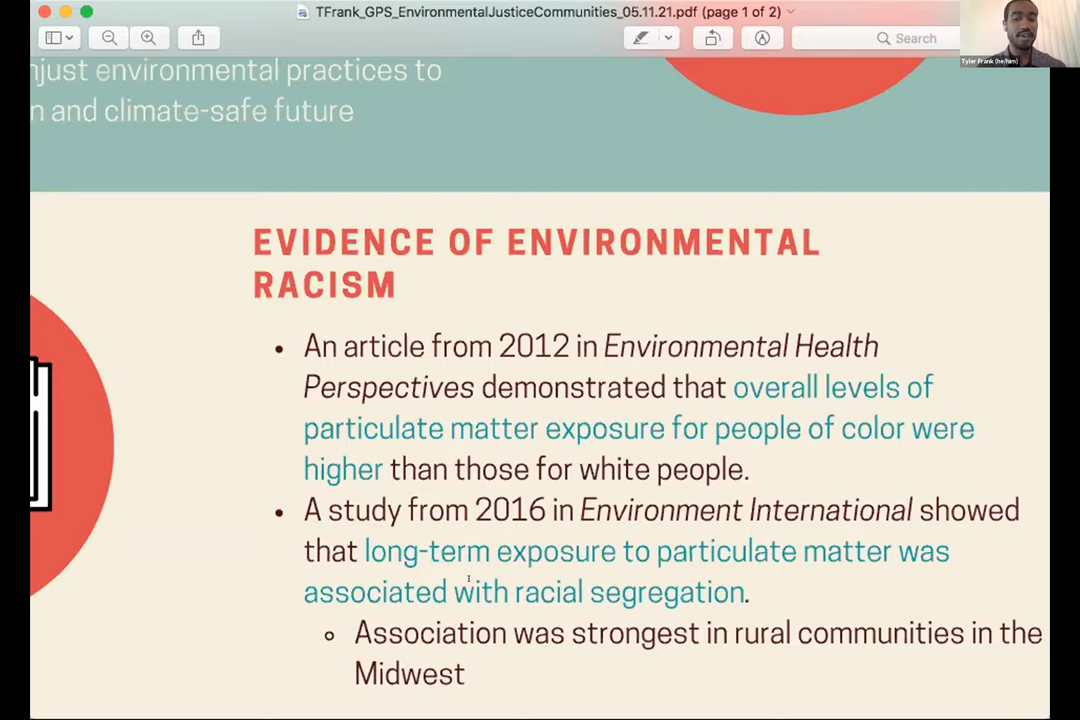 TFrank_GPS_EnvironmentalJusticeCommunities_05.11.21.pdf (page 1 of 2)
Search
Tyler Frank (he/him)
njust environmental practices to
n and climate-safe future
EVIDENCE OF ENVIRONMENTAL
RACISM
• An article from 2012 in Environmental Health
Perspectives demonstrated that overall levels of
particulate matter exposure for people of color were
higher than those for white people.
• A study from 2016 in Environment International showed
that long-term exposure to particulate matter was
associated with racial segregation.
◦ Association was strongest in rural communities in the
Midwest